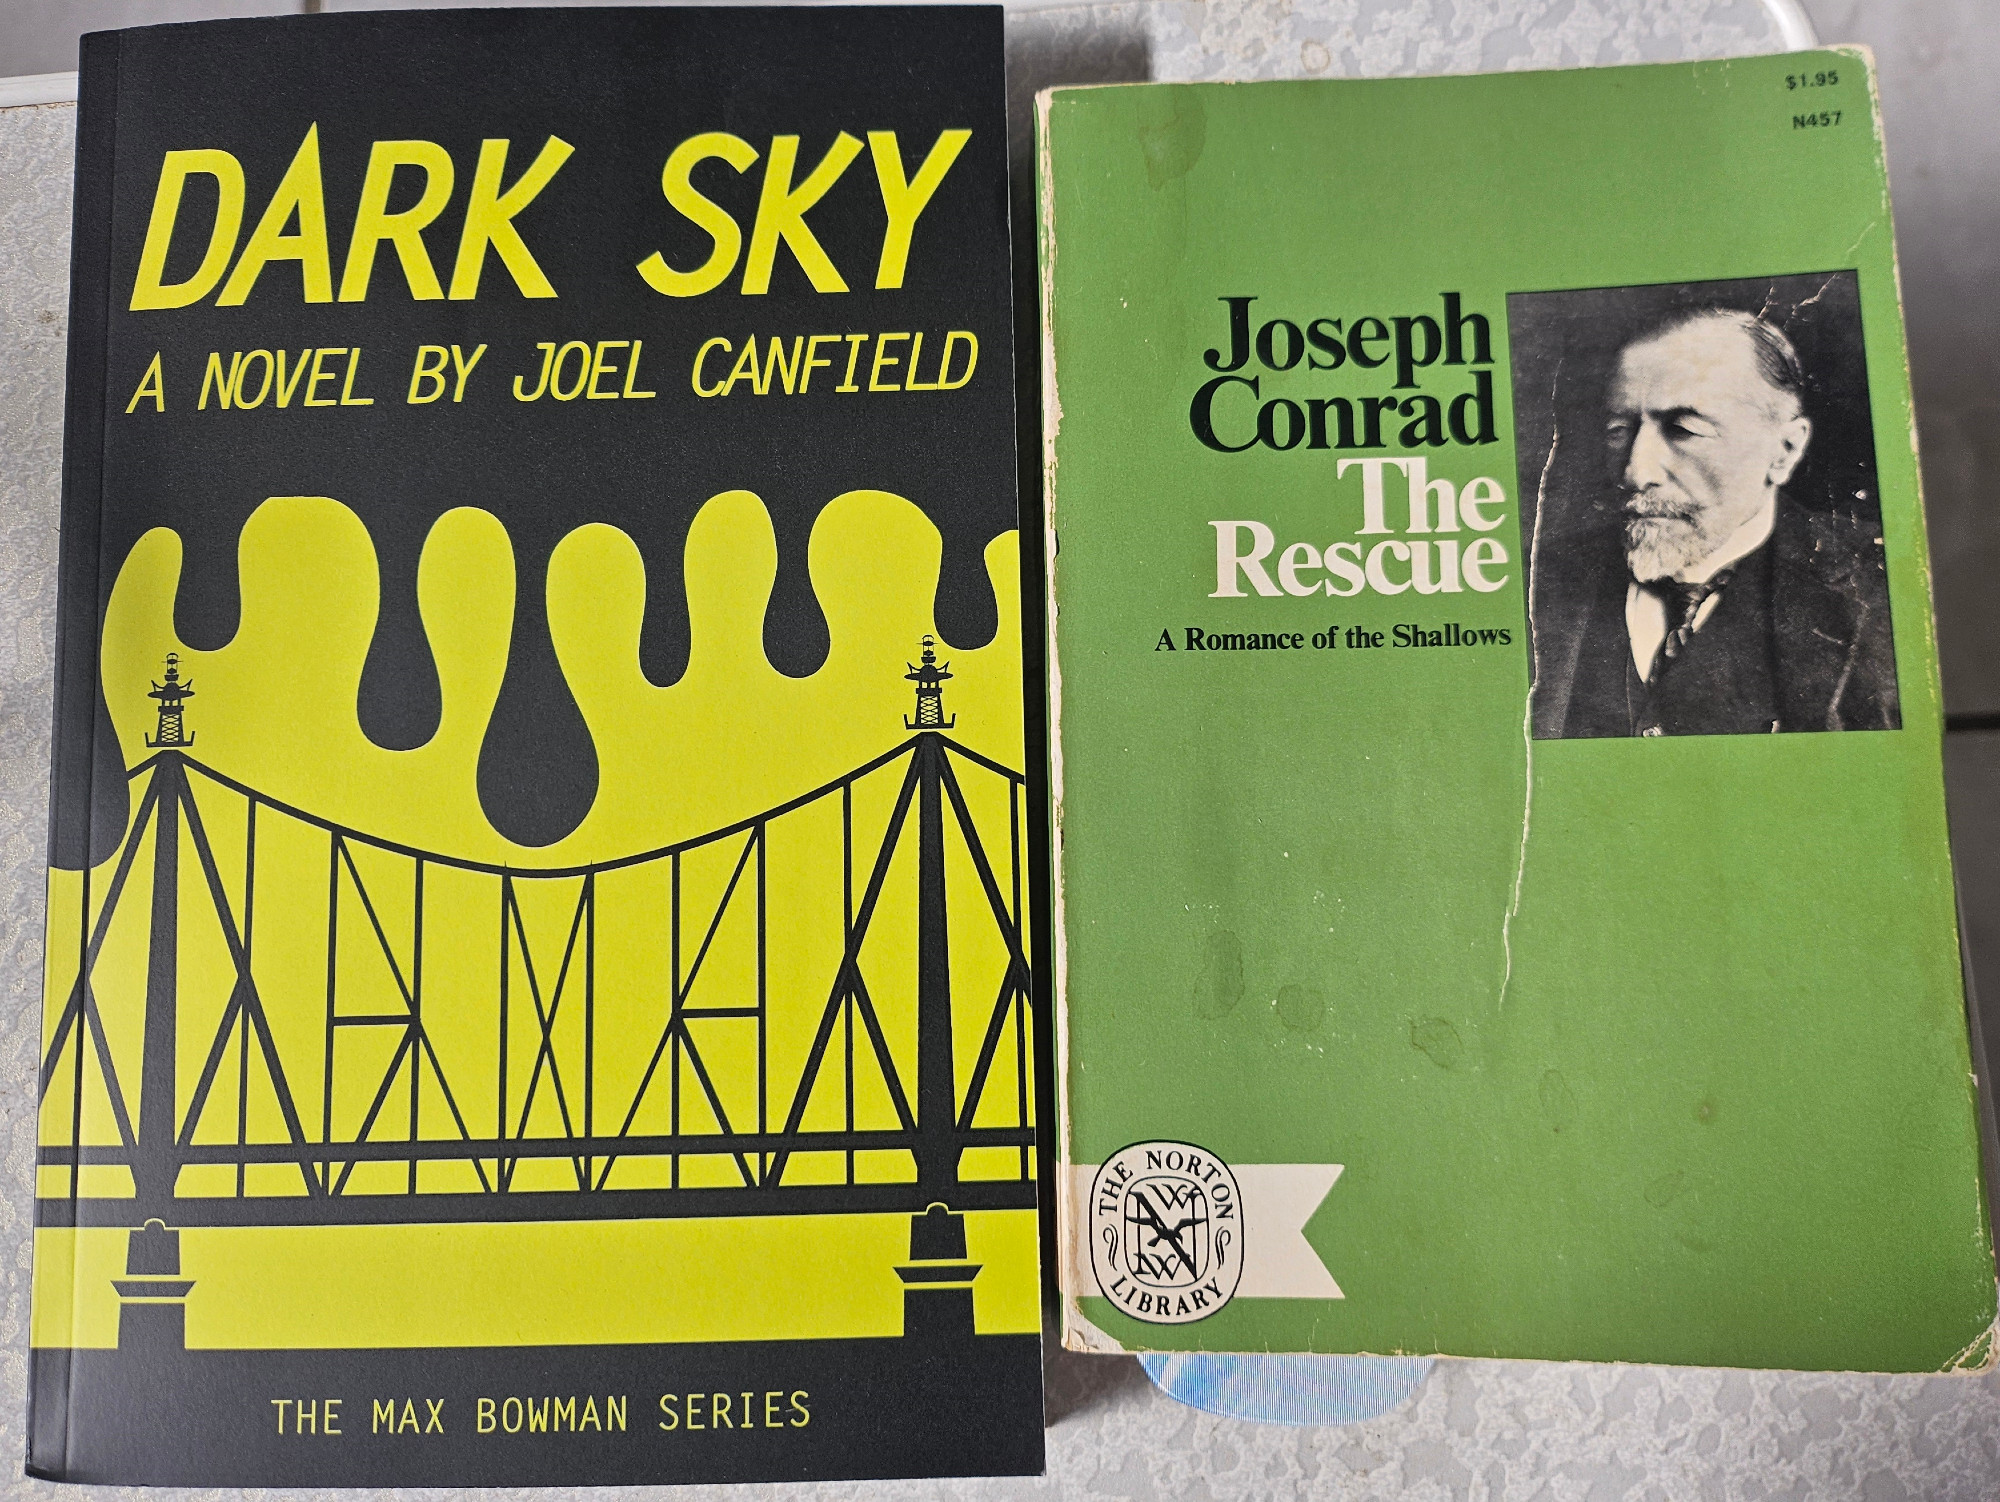 DARK SKY
A NOVEL BY JOEL CANFIELD
THE MAX BOWMAN SERIES
$1.95
N457
Joseph
Conrad
The
Rescue
A Romance of the Shallows
THE NORTON
W W
N
LIBRARY